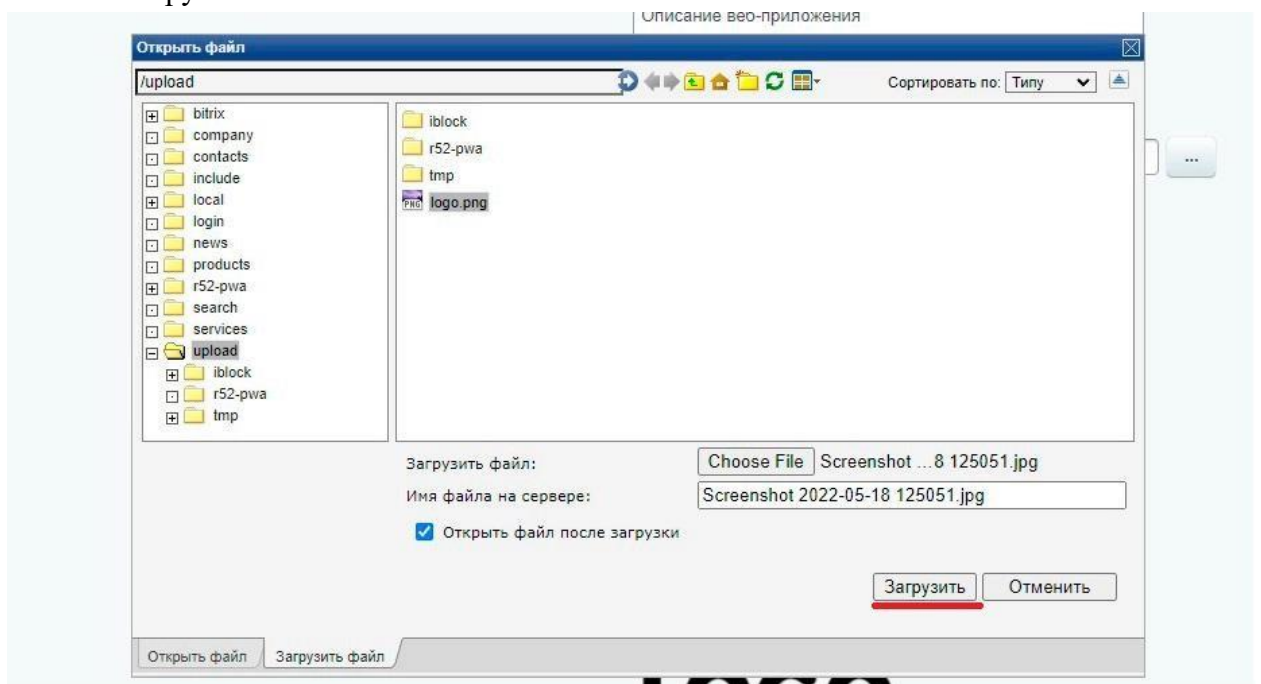 Описание веб-приложения
Открыть файл
/upload
Сортировать по: Типу
bitrix
company
contacts
include
local
login
news
products
r52-pwa
search
services
upload
iblock
r52-pwa
tmp
iblock
r52-pwa
tmp
PNG logo.png
...
Загрузить файл: Choose File Screenshot ...8 125051.jpg
Имя файла на сервере: Screenshot 2022-05-18 125051.jpg
Открыть файл после загрузки
Загрузить Отменить
Открыть файл Загрузить файл